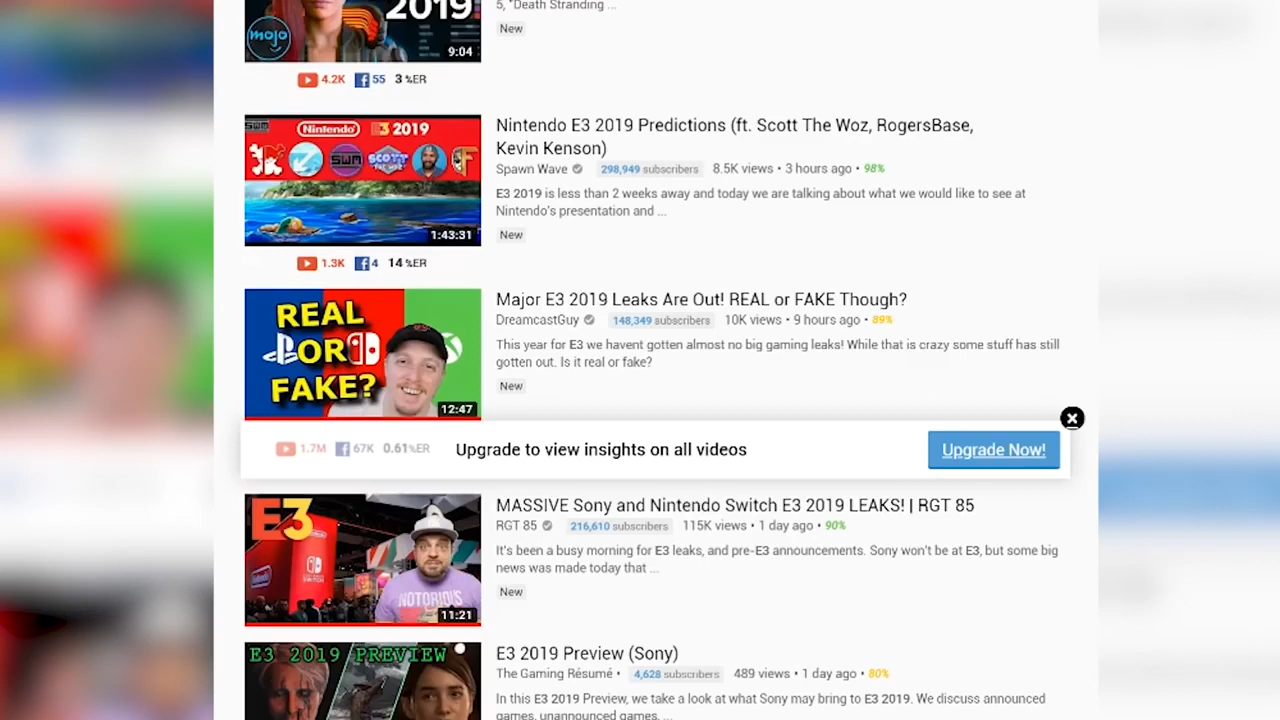 2019
mojo
9:04
5, "Death Stranding ...
New
4.2K 55 3 %ER
SWM
Nintendo E3 2019
SWM SCOTT THE WOZ
1:43:31
Nintendo E3 2019 Predictions (ft. Scott The Woz, RogersBase,
Kevin Kenson)
Spawn Wave 298,949 subscribers 8.5K views • 3 hours ago • 98%
E3 2019 is less than 2 weeks away and today we are talking about what we would like to see at
Nintendo's presentation and ...
New
1.3K 4 14 %ER
REAL
OR
FAKE?
12:47
Major E3 2019 Leaks Are Out! REAL or FAKE Though?
DreamcastGuy 148,349 subscribers 10K views • 9 hours ago • 89%
This year for E3 we havent gotten almost no big gaming leaks! While that is crazy some stuff has still
gotten out. Is it real or fake?
New
1.7M 67K 0.61%ER
Upgrade to view insights on all videos
Upgrade Now!
E3
Nintendo
SWITCH
NOTORIOUS
11:21
MASSIVE Sony and Nintendo Switch E3 2019 LEAKS! | RGT 85
RGT 85 216,610 subscribers 115K views • 1 day ago • 90%
It's been a busy morning for E3 leaks, and pre-E3 announcements. Sony won't be at E3, but some big
news was made today that ...
New
E3 2019 PREVIEW
E3 2019 Preview (Sony)
The Gaming Résumé • 4,628 subscribers 489 views • 1 day ago • 80%
In this E3 2019 Preview, we take a look at what Sony may bring to E3 2019. We discuss announced
games, unannounced games, ...